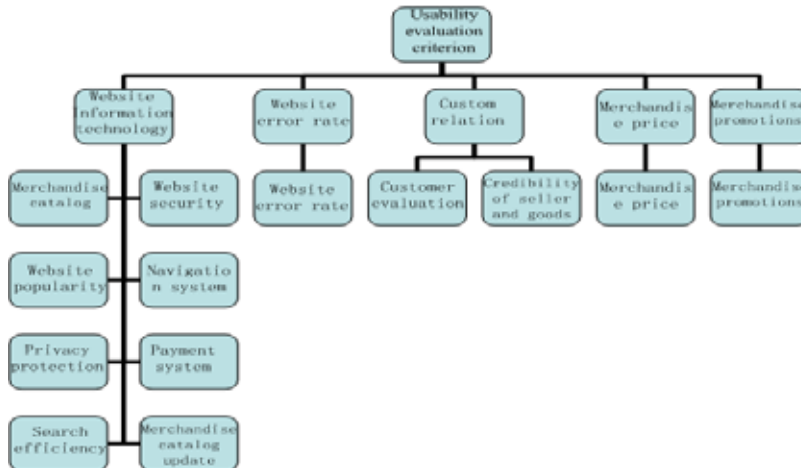 Usability
evaluation
criterion
Website
Information
technology
Website
error rate
Custom
relation
Merchandis
e price
Merchandise
promotions
Merchandise
catalog
Website
security
Website
error rate
Customer
evaluation
Credibility
of seller
and goods
Merchandis
e price
Merchandise
promotions
Website
popularity
Navigatio
n system
Privacy
protection
Payment
system
Search
efficiency
Merchandise
catalog
update